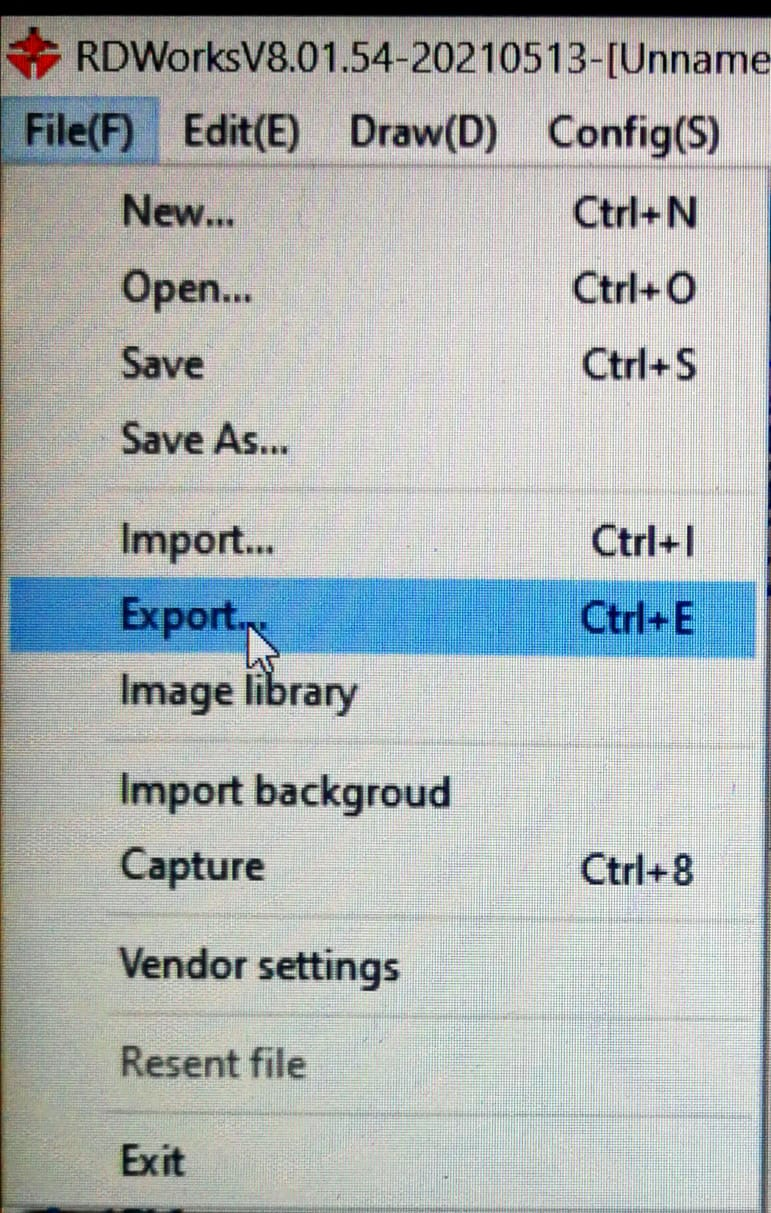 RDWorksV8.01.54-20210513-[Unname
File(F) Edit(E) Draw(D) Config(S)
New... Ctrl+N
Open... Ctrl+O
Save Ctrl+S
Save As...
Import... Ctrl+I
Export... Ctrl+E
Image library
Import backgroud
Capture Ctrl+8
Vendor settings
Resent file
Exit